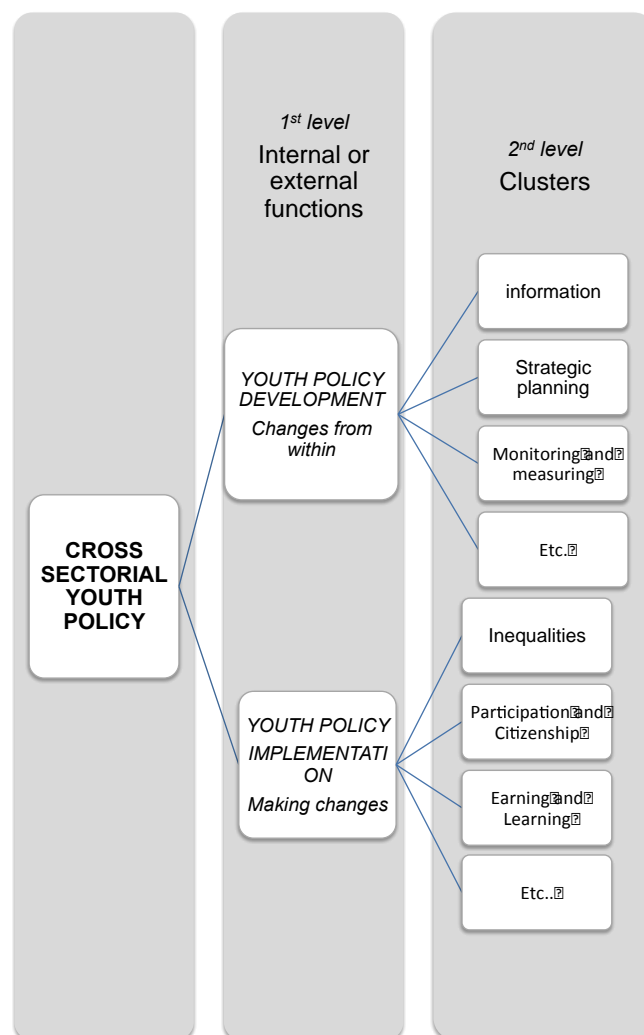 1st level
Internal or
external
functions
2nd level
Clusters
CROSS
SECTORIAL
YOUTH
POLICY
YOUTH POLICY
DEVELOPMENT
Changes from
within
information
Strategic
planning
Monitoring and
measuring
Etc.
YOUTH POLICY
IMPLEMENTATI
ON
Making changes
Inequalities
Participation and
Citizenship
Earning and
Learning
Etc..